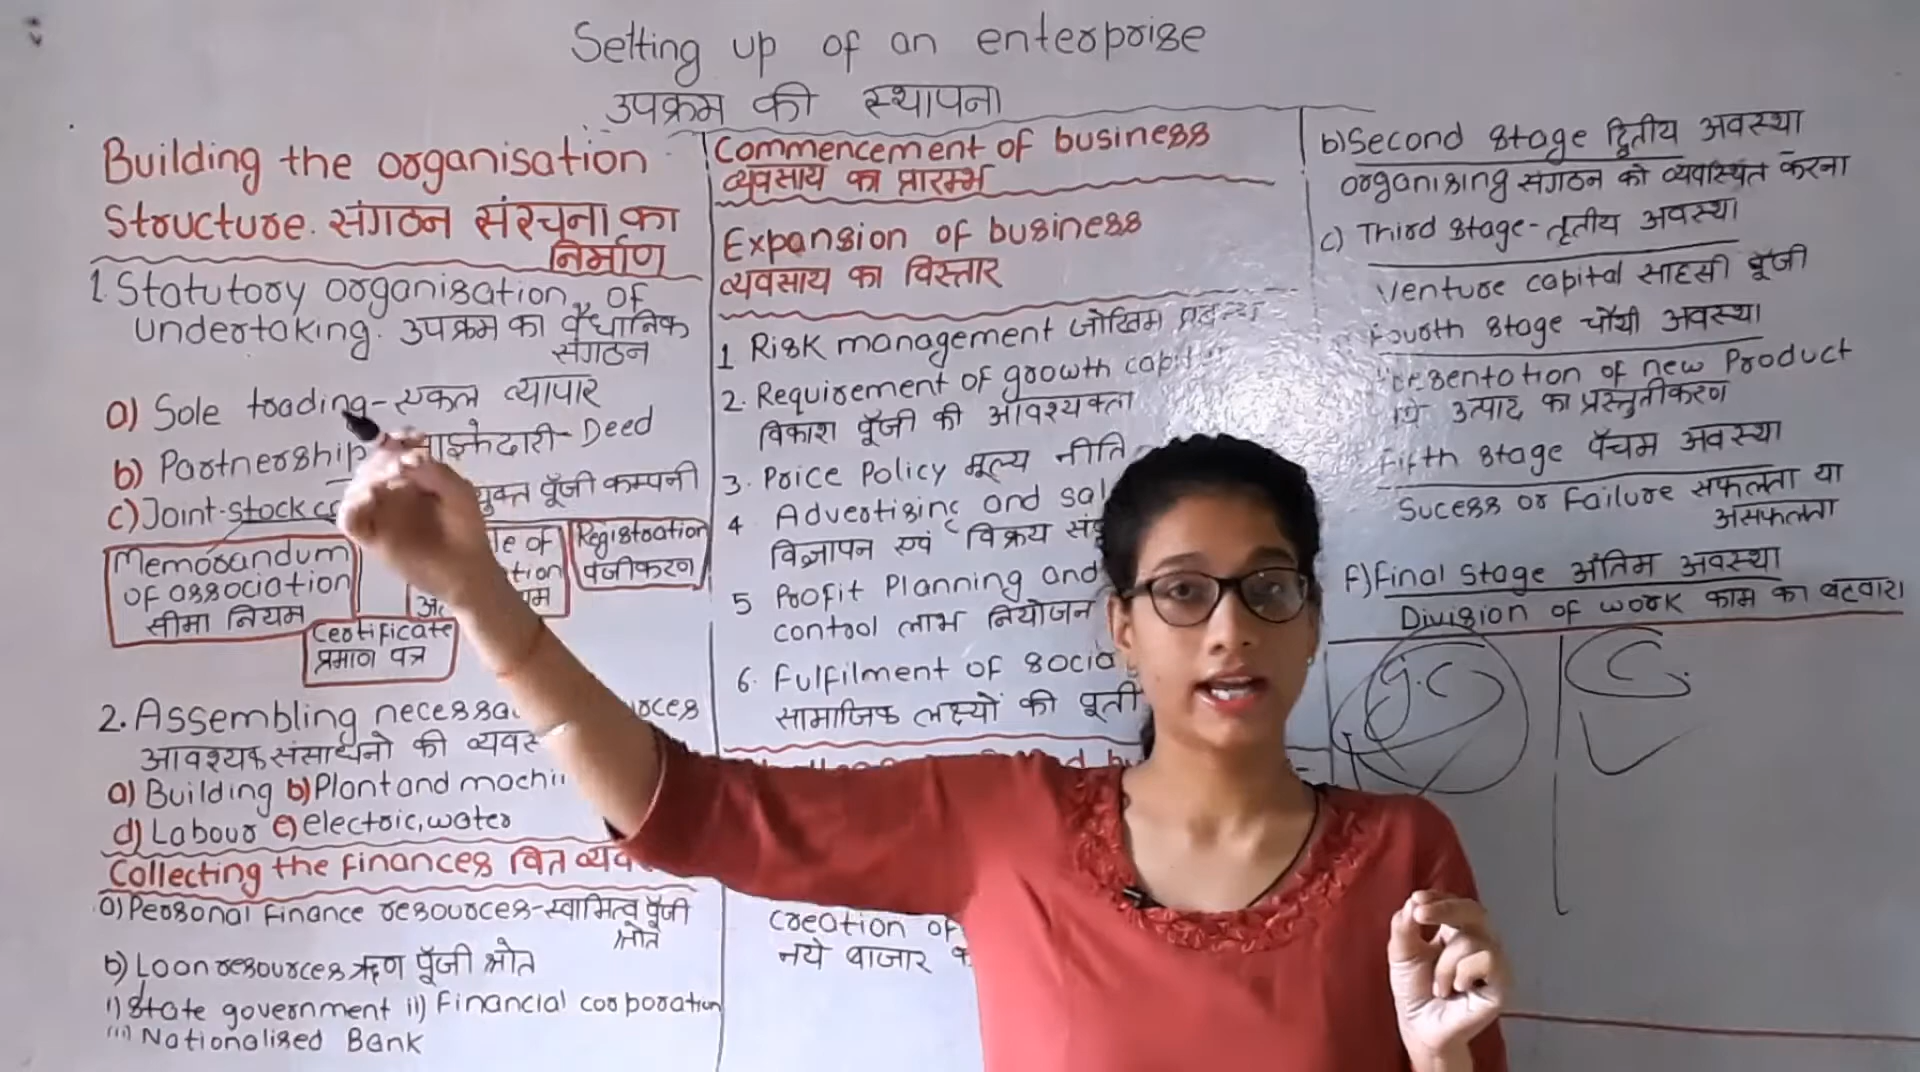 Setting up of an enterprise
उपक्रम की स्थापना
Building the organisation
Structure. संगठन संरचना का
निर्माण
1. Statutory organisation of
undertaking. उपक्रम का वैधानिक
संगठन
a) Sole trading-एकल व्यापार
b) Partnership साझेदारी-Deed
c) Joint-stock पूँजी कम्पनी
Memorandum
of association
सीमा नियम
of
Registration
पंजीकरण
Certificate
प्रमाण पत्र
2. Assembling
आवश्यक संसाधनो की
a) Building b) Plant and
d) Labour e) electric, water
Collecting the finances वित
a) Personal Finance resources-स्वामित्व पूँजी
स्रोत
b) Loan resources ऋण पूँजी स्रोत
i) State government ii) Financial corporation
iii) Nationalised Bank
Commencement of business
व्यवसाय का प्रारम्भ
Expansion of business
व्यवसाय का विस्तार
1 Risk management जोखिम
2. Requirement of growth
विकाश पूँजी की आवश्यक्ता
3. Price Policy मूल्य नीति
4 Advertising and
विज्ञापन एवं विक्रय
5 Profit Planning and
control लाभ नियोजन
6. Fulfilment of
सामाजिक लक्ष्यों की पूर्ती
creation of
नये बाजार
b) Second stage द्वितीय अवस्था
organising संगठन को व्यवस्थित करना
c) Third stage- तृतीय अवस्था
Venture capital साहसी पूँजी
Fourth stage चौथी अवस्था
of new Product
उत्पाद का प्रस्तुतीकरण
Fifth stage पँचम अवस्था
Sucess or Failure सफलता या
असफलता
F) Final Stage अंतिम अवस्था
Division of work काम का बटवारा
G.C
C.